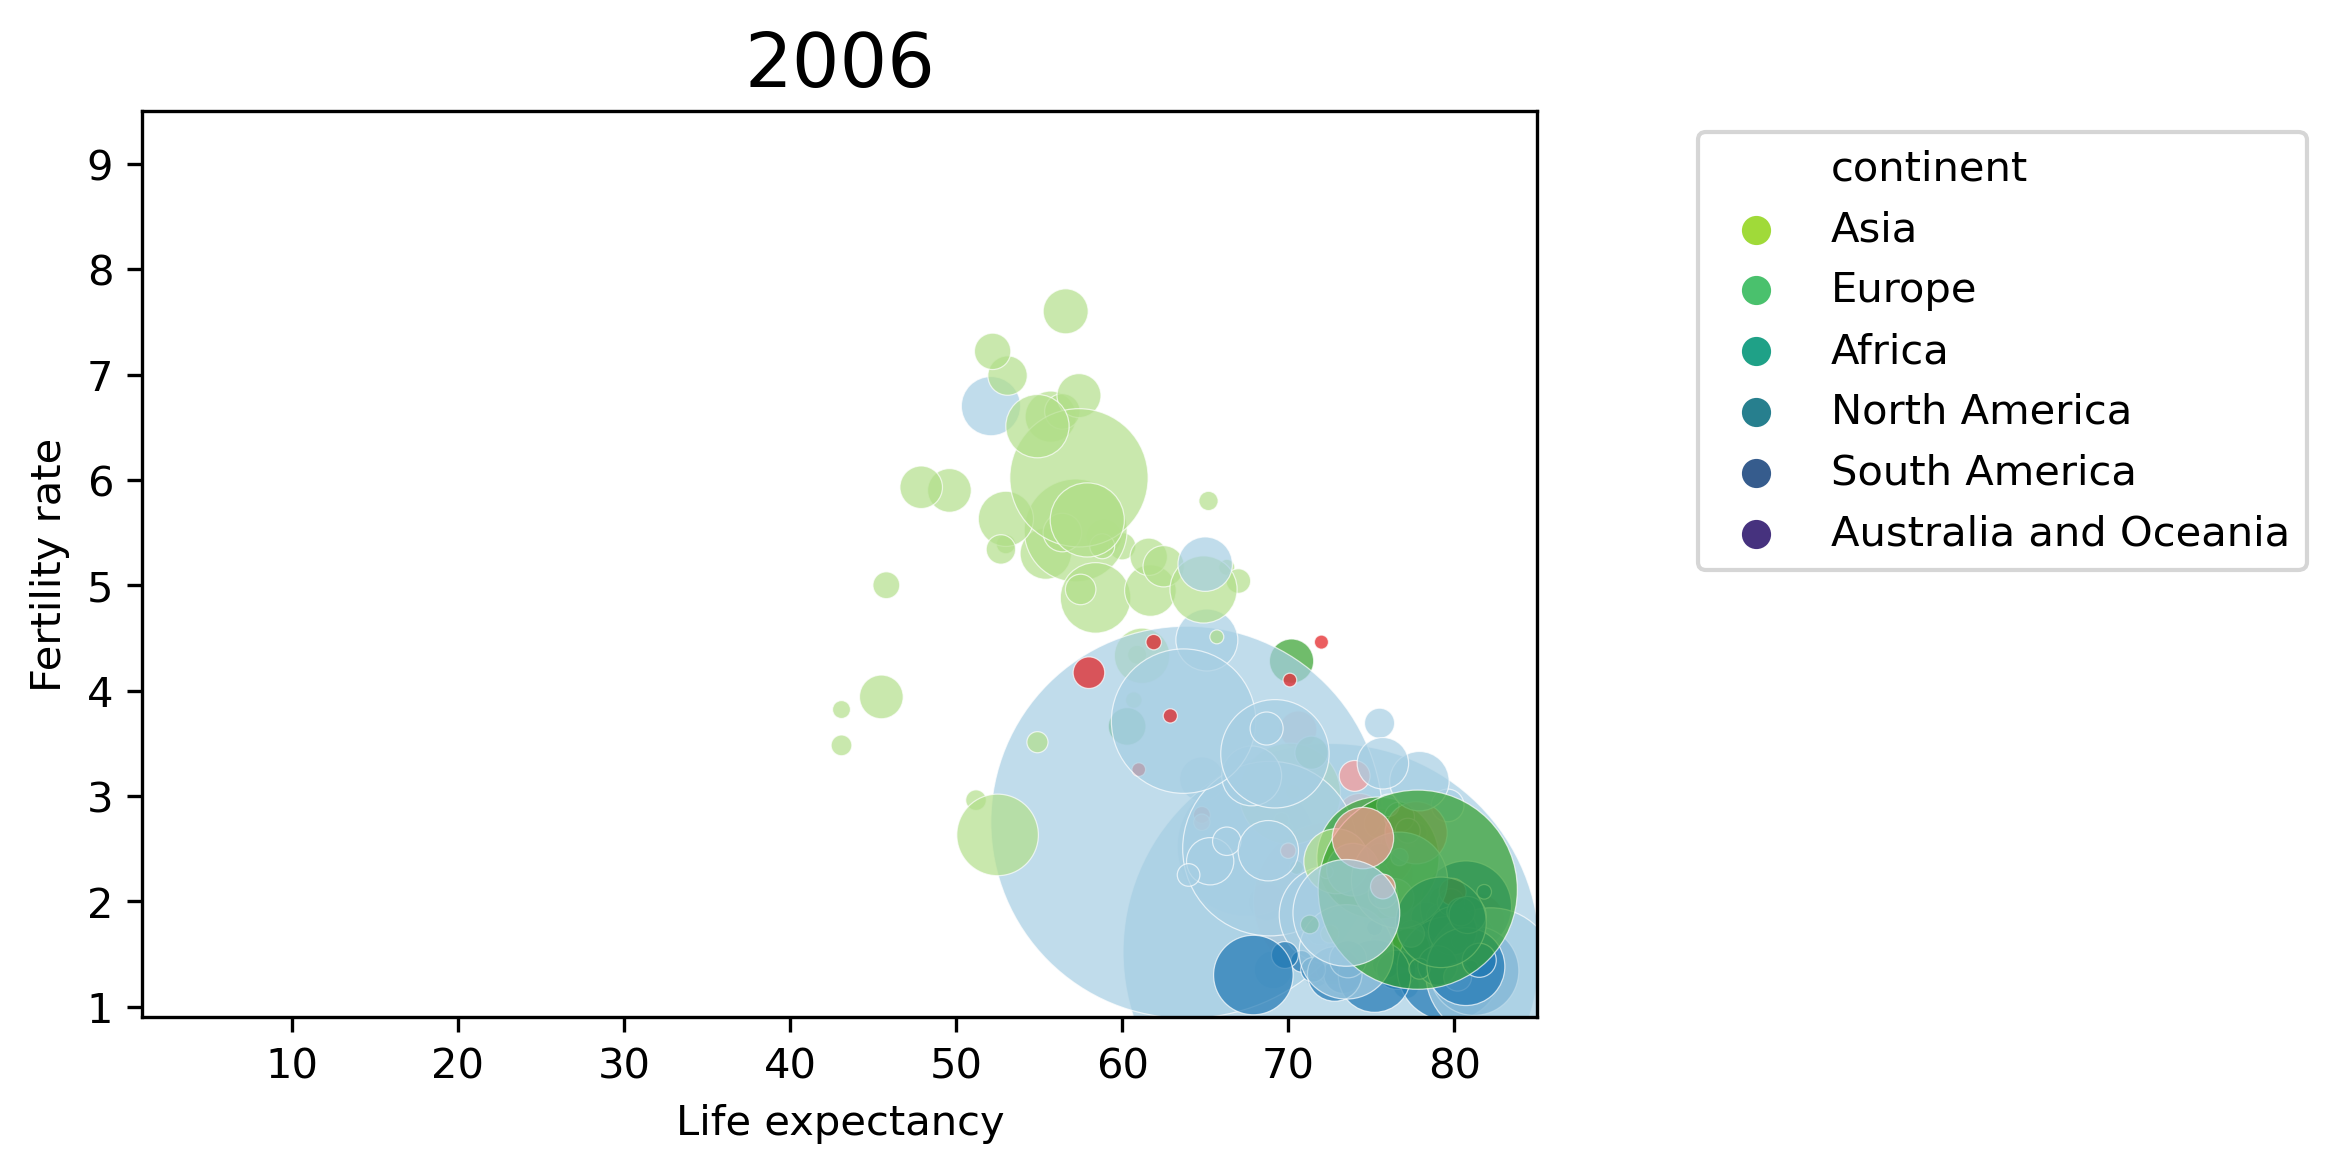 2006
9
8
7
6
5
4
3
2
1
Fertility rate
10 20 30 40 50 60 70 80
Life expectancy
continent
Asia
Europe
Africa
North America
South America
Australia and Oceania